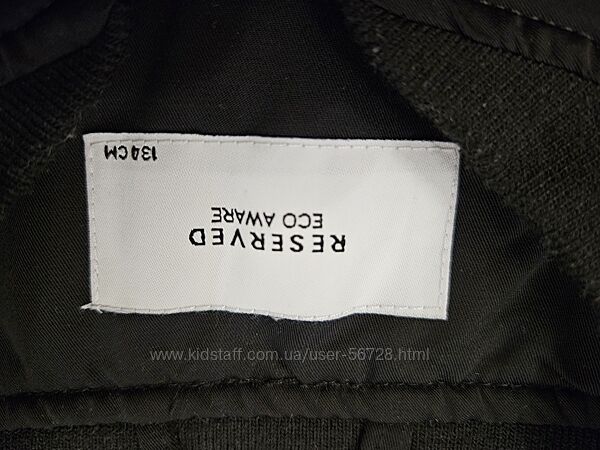 RESERVED
ECO AWARE
134CM
www.kidstaff.com.ua/user-56728.html